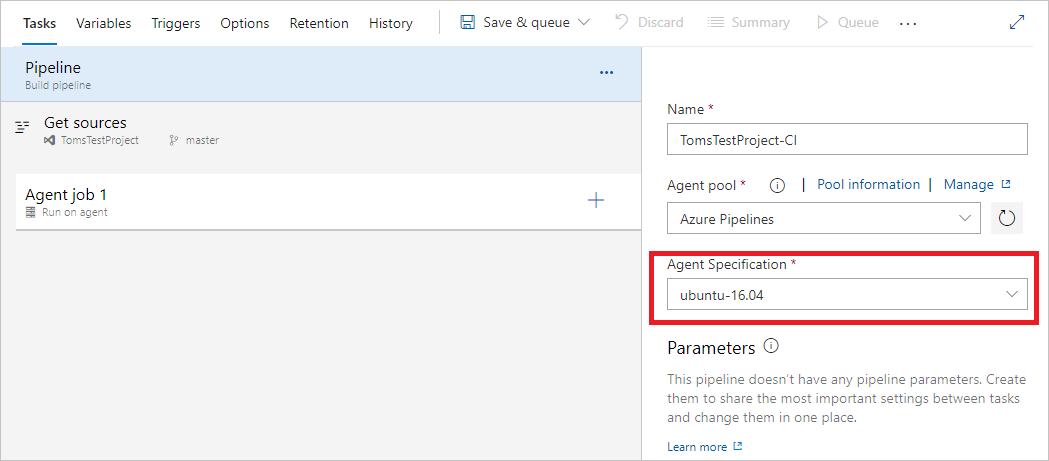 Tasks Variables Triggers Options Retention History Save & queue Discard Summary Queue ...
Pipeline
Build pipeline
Get sources
TomsTestProject master
Agent job 1
Run on agent
Name *
TomsTestProject-CI
Agent pool * | Pool information | Manage
Azure Pipelines
Agent Specification *
ubuntu-16.04
Parameters
This pipeline doesn't have any pipeline parameters. Create
them to share the most important settings between tasks
and change them in one place.
Learn more